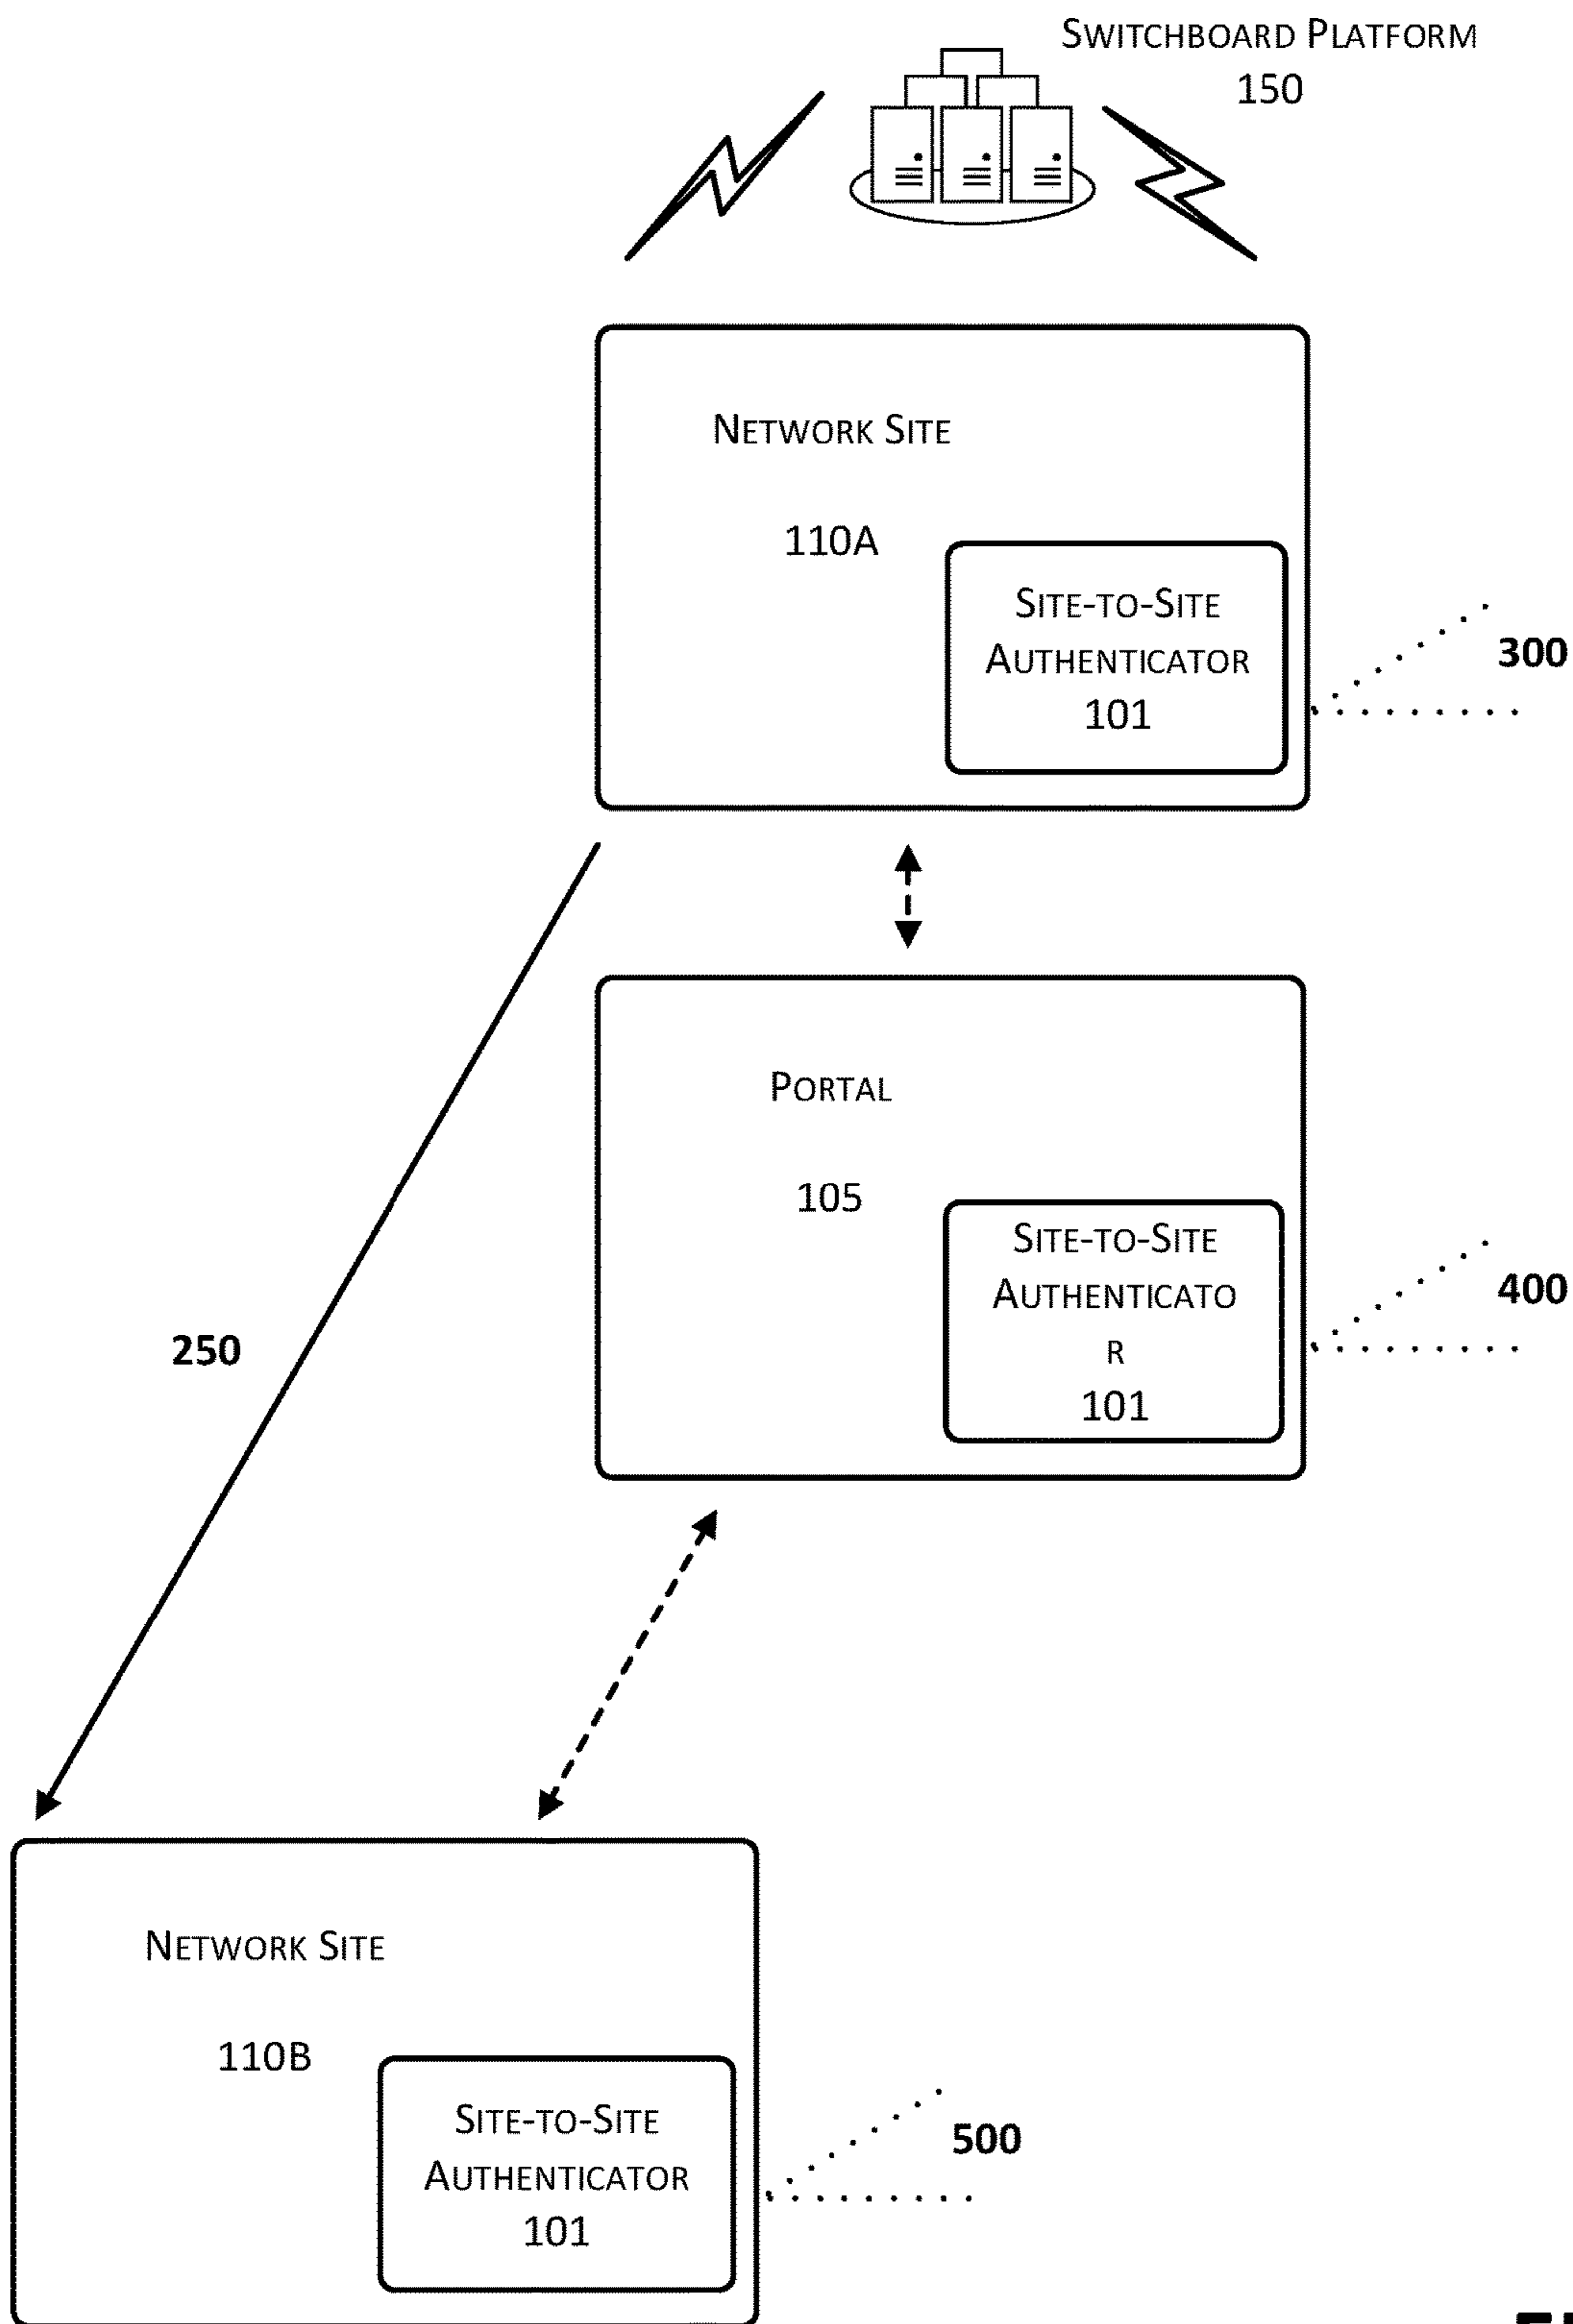 Switchboard Platform
150
Network Site
110A
Site-to-Site
Authenticator
101
300
Portal
105
Site-to-Site
Authenticato
r
101
400
250
Network Site
110B
Site-to-Site
Authenticator
101
500